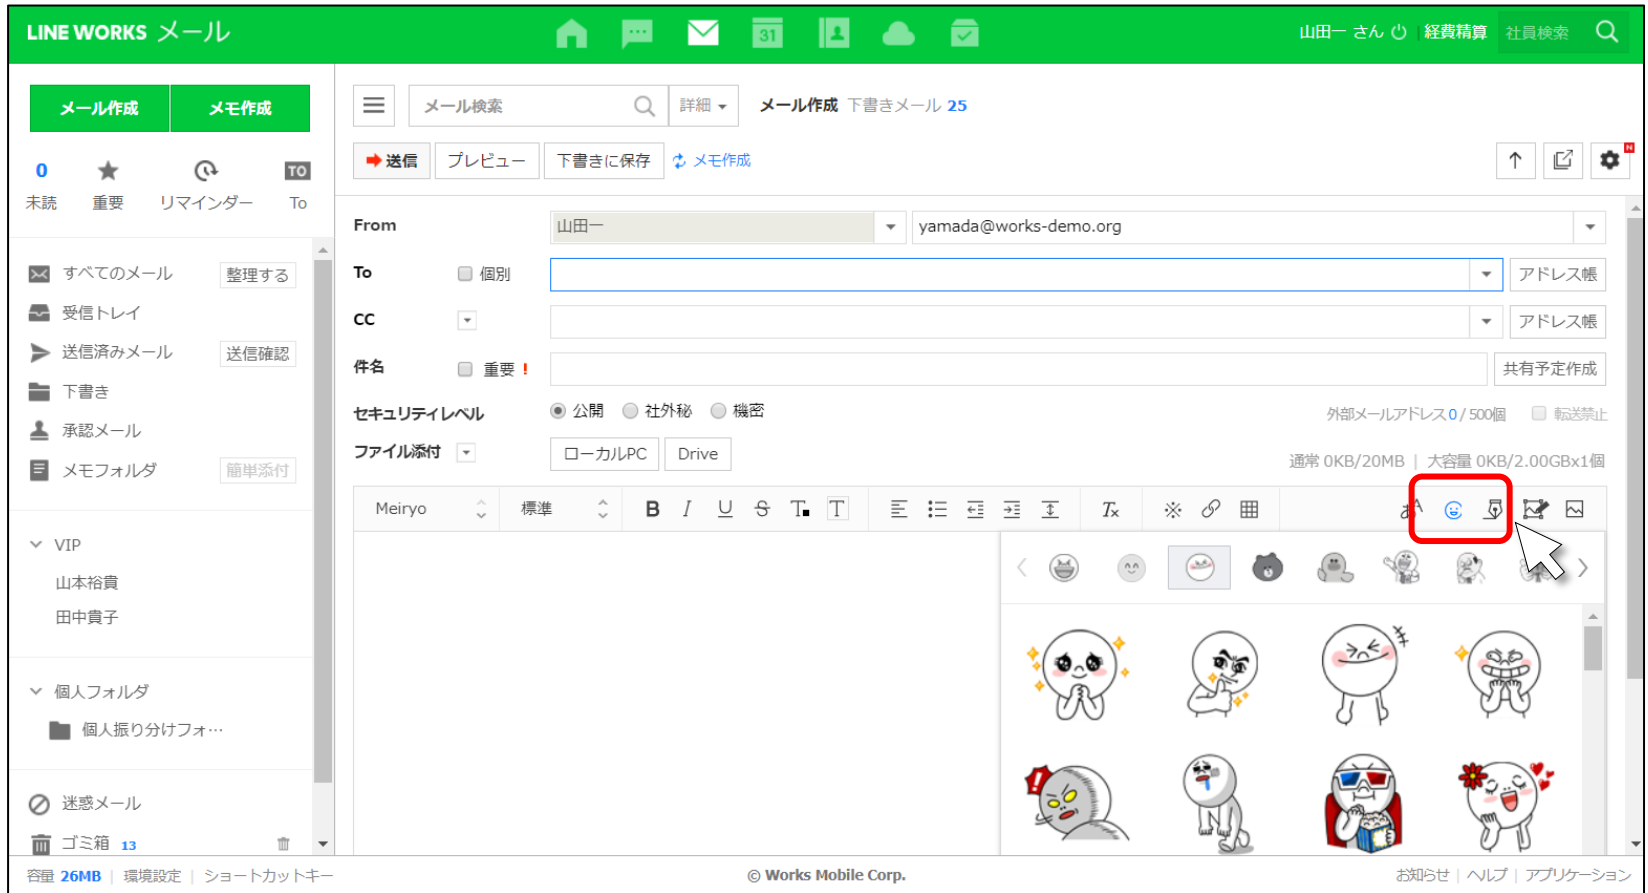 LINE WORKS メール
31
山田一 さん 経費精算 社員検索
メール作成 メモ作成
メール検索 詳細 メール作成 下書きメール 25
送信 プレビュー 下書きに保存 メモ作成 N
0 TO
未読 重要 リマインダー To
From 山田一 yamada@works-demo.org
すべてのメール 整理する
To 個別 アドレス帳
受信トレイ
CC アドレス帳
送信済みメール 送信確認
件名 重要 ! 共有予定作成
下書き
セキュリティレベル 公開 社外秘 機密 外部メールアドレス 0 / 500個 転送禁止
承認メール
ファイル添付 ローカルPC Drive 通常 0KB/20MB | 大容量 0KB/2.00GBx1個
メモフォルダ 簡単添付
Meiryo 標準 B I U S T T Tx ※ あA
VIP
山本裕貴
田中貴子
個人フォルダ
個人振り分けフォ…
迷惑メール
ゴミ箱 13
容量 26MB | 環境設定 | ショートカットキー © Works Mobile Corp. お知らせ | ヘルプ | アプリケーション